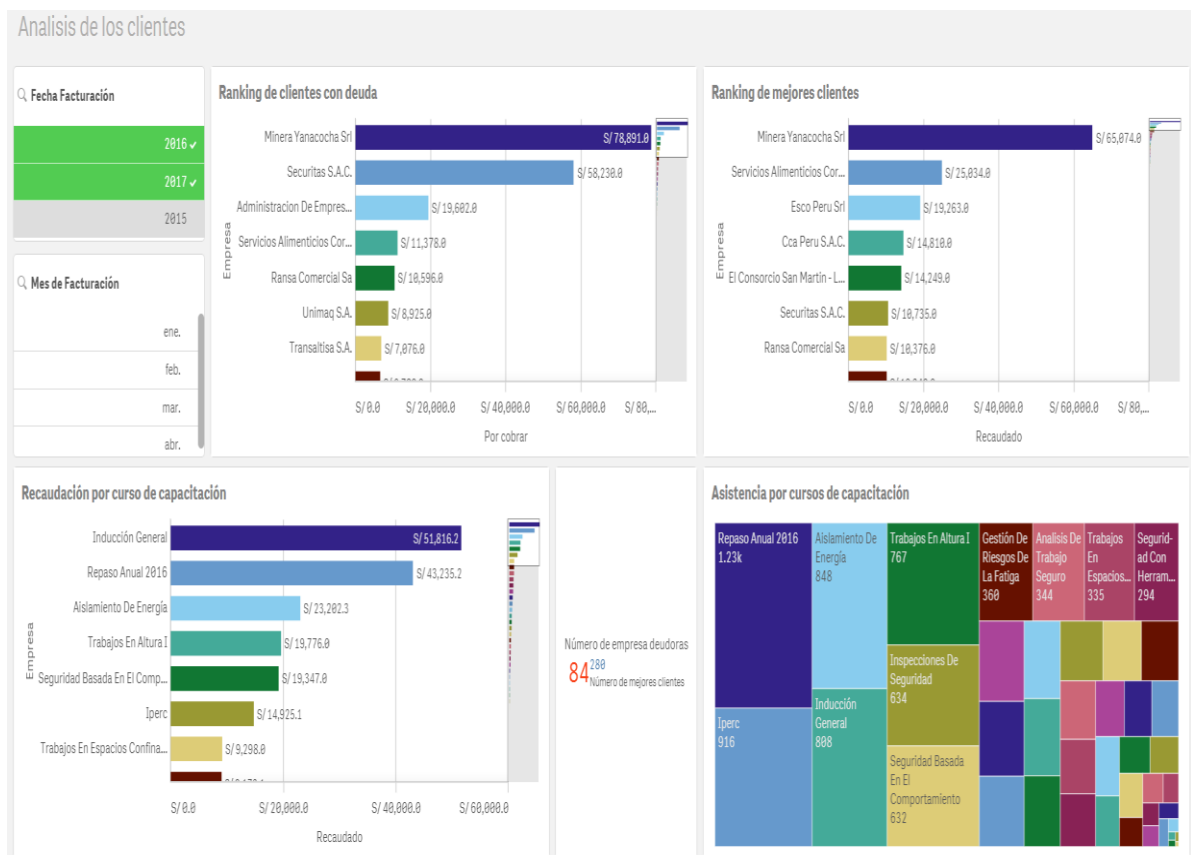 Analisis de los clientes
Fecha Facturación
2016
2017
2015
Mes de Facturación
ene.
feb.
mar.
abr.
Ranking de clientes con deuda
Empresa
Minera Yanacocha Srl S/ 78,891.0
Securitas S.A.C. S/ 58,230.0
Administracion De Empres... S/ 19,602.0
Servicios Alimenticios Cor... S/ 11,378.0
Ransa Comercial Sa S/ 10,596.0
Unimaq S.A. S/ 8,925.0
Transaltisa S.A. S/ 7,076.0
S/ 0.0 S/ 20,000.0 S/ 40,000.0 S/ 60,000.0 S/ 80,...
Por cobrar
Ranking de mejores clientes
Empresa
Minera Yanacocha Srl S/ 65,074.0
Servicios Alimenticios Cor... S/ 25,034.0
Esco Peru Srl S/ 19,263.0
Cca Peru S.A.C. S/ 14,810.0
El Consorcio San Martin - L... S/ 14,249.0
Securitas S.A.C. S/ 10,735.0
Ransa Comercial Sa S/ 10,376.0
S/ 0.0 S/ 20,000.0 S/ 40,000.0 S/ 60,000.0 S/ 80,...
Recaudado
Recaudación por curso de capacitación
Empresa
Inducción General S/ 51,816.2
Repaso Anual 2016 S/ 43,235.2
Aislamiento De Energía S/ 23,202.3
Trabajos En Altura I S/ 19,776.0
Seguridad Basada En El Comp... S/ 19,347.0
Iperc S/ 14,925.1
Trabajos En Espacios Confina... S/ 9,298.0
S/ 0.0 S/ 20,000.0 S/ 40,000.0 S/ 60,000.0
Recaudado
Número de empresa deudoras
84
280
Número de mejores clientes
Asistencia por cursos de capacitación
Repaso Anual 2016
1.23k
Iperc
916
Aislamiento De
Energía
848
Inducción
General
808
Trabajos En Altura I
767
Inspecciones De
Seguridad
634
Seguridad Basada
En El
Comportamiento
632
Gestión De
Riesgos De
La Fatiga
360
Analisis De
Trabajo
Seguro
344
Trabajos
En
Espacios...
335
Segurid-
ad Con
Herram...
294